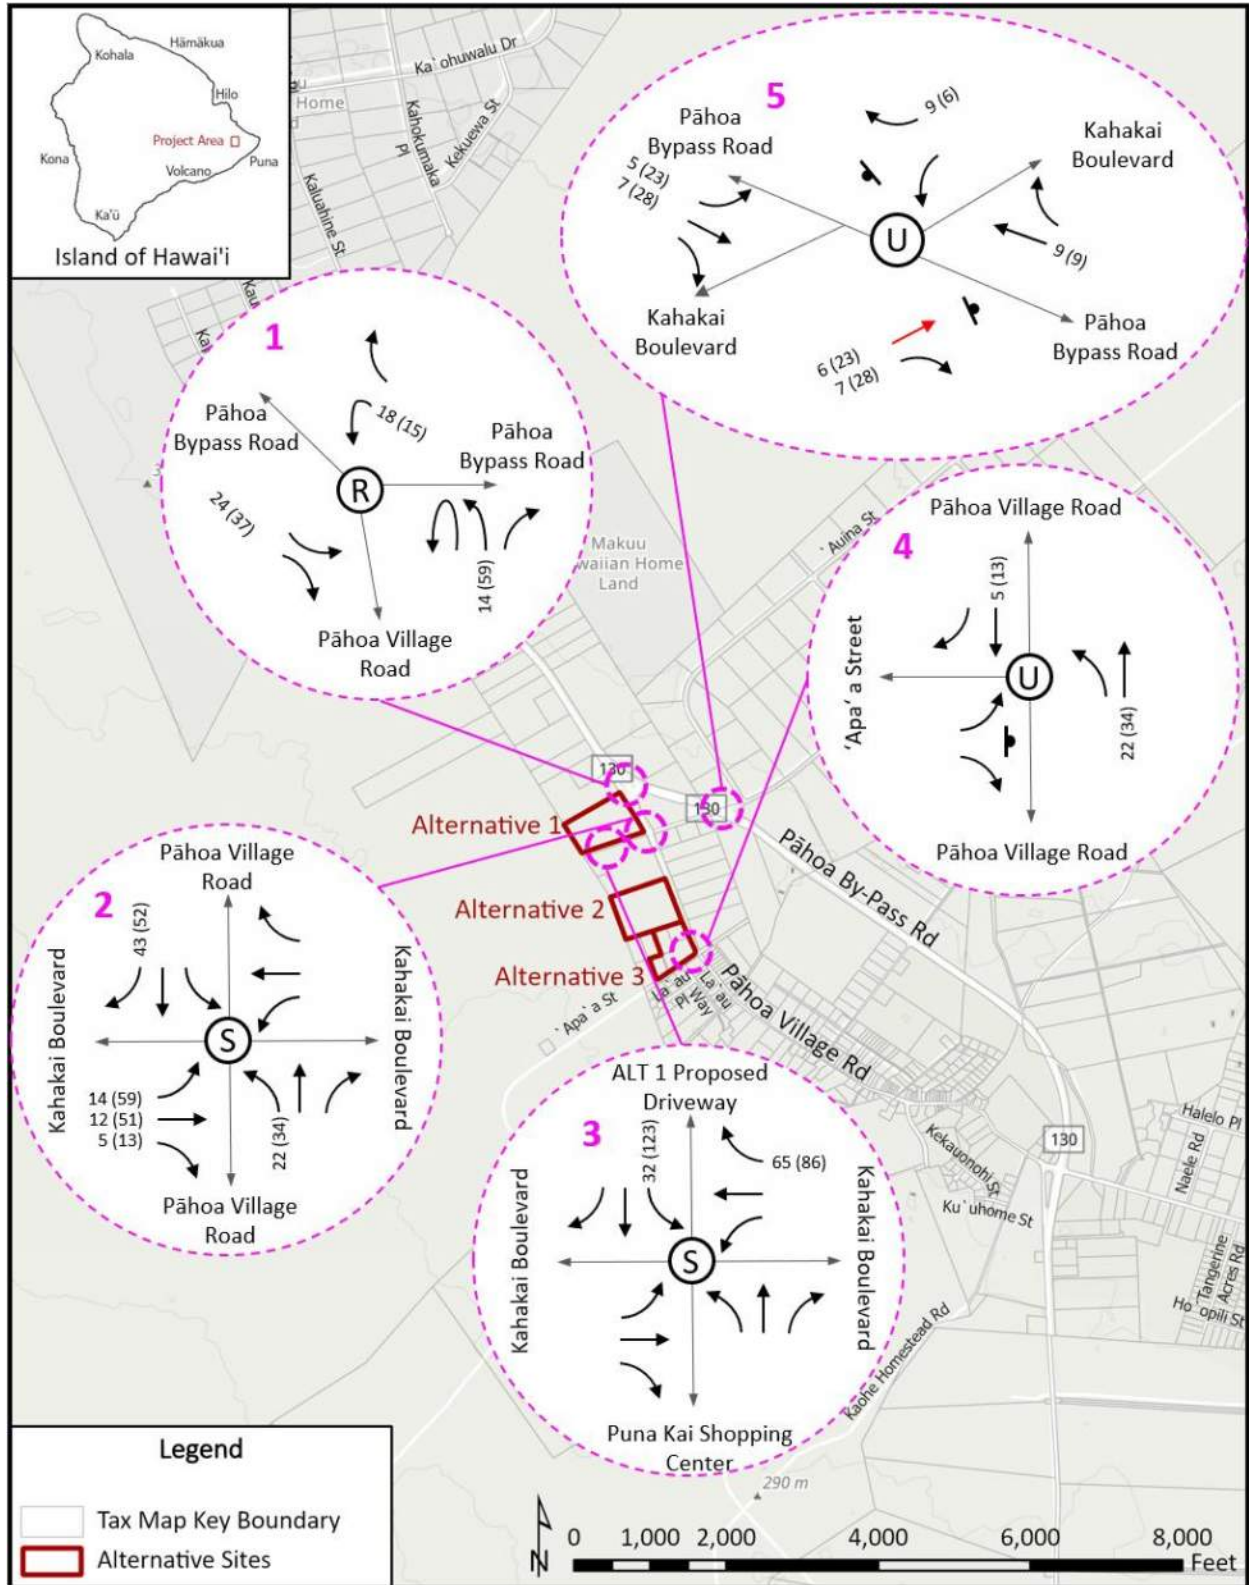 Kohala
Hāmākua
Hilo
Project Area
Kona
Volcano
Puna
Ka'ū
Island of Hawai'i
Home
Ka`ohuwalu Dr
Kahokumaka
Pl
Kekuewa St
Kaluahine St
5
9 (6)
Pāhoa
Bypass Road
5 (23)
7 (28)
Kahakai
Boulevard
U
9 (9)
Kahakai
Boulevard
6 (23)
7 (28)
Pāhoa
Bypass Road
1
Pāhoa
Bypass Road
18 (15)
Pāhoa
Bypass Road
R
24 (37)
14 (59)
Pāhoa Village
Road
Makuu
waiian Home
Land
`Auina St
4
Pāhoa Village Road
5 (13)
'Apa'a Street
U
22 (34)
Pāhoa Village Road
130
130
Alternative 1
Alternative 2
Alternative 3
Pāhoa By-Pass Rd
Pāhoa Village Rd
La`au
Pl
La`au
Way
`Apa`a St
2
Pāhoa Village
Road
43 (52)
Kahakai Boulevard
Kahakai Boulevard
S
14 (59)
12 (51)
5 (13)
22 (34)
Pāhoa Village
Road
3
ALT 1 Proposed
Driveway
32 (123)
65 (86)
Kahakai Boulevard
Kahakai Boulevard
S
Puna Kai Shopping
Center
130
Kekauonohi St
Ku`uhome St
Halelo Pl
Naele Rd
Tangerine
Acres Rd
Ho`opili St
Kaohe Homestead Rd
290 m
Legend
Tax Map Key Boundary
Alternative Sites
N
0 1,000 2,000 4,000 6,000 8,000
Feet